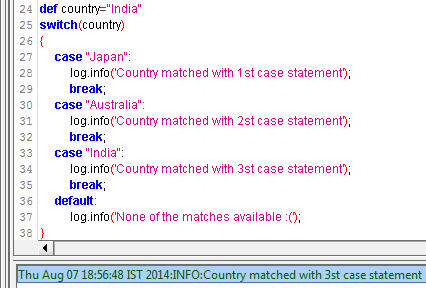 24 def country="India"
25 switch(country)
26 {
27 case "Japan":
28 log.info('Country matched with 1st case statement');
29 break;
30 case "Australia":
31 log.info('Country matched with 2st case statement');
32 break;
33 case "India":
34 log.info('Country matched with 3st case statement');
35 break;
36 default:
37 log.info('None of the matches available :(');
38 }
Thu Aug 07 18:56:48 IST 2014:INFO:Country matched with 3st case statement